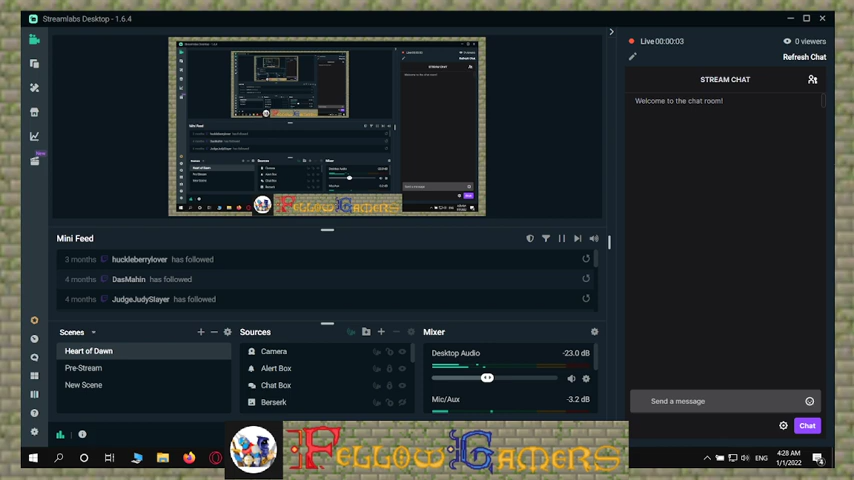 Streamlabs Desktop - 1.6.4
Live 00:00:03
0 viewers
Refresh Chat
STREAM CHAT
Welcome to the chat room!
Mini Feed
3 months huckleberrylover has followed
4 months DasMahin has followed
4 months JudgeJudySlayer has followed
New
Scenes
Sources
Mixer
Heart of Dawn
Pre-Stream
New Scene
Camera
Alert Box
Chat Box
Berserk
Desktop Audio -23.0 dB
Mic/Aux -3.2 dB
Send a message
Chat
FELLOW GAMERS
ENG
4:28 AM
1/1/2022
4